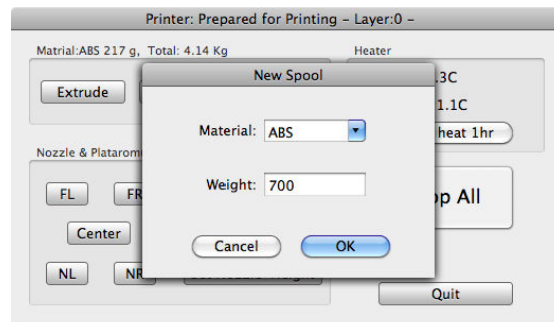 Printer: Prepared for Printing – Layer:0 –
Matrial:ABS 217 g, Total: 4.14 Kg
Heater
New Spool
.3C
Extrude
1.1C
Material: ABS
heat 1hr
Nozzle & Platarom
Weight: 700
FL
FR
op All
Center
Cancel
OK
NL
NR
Quit